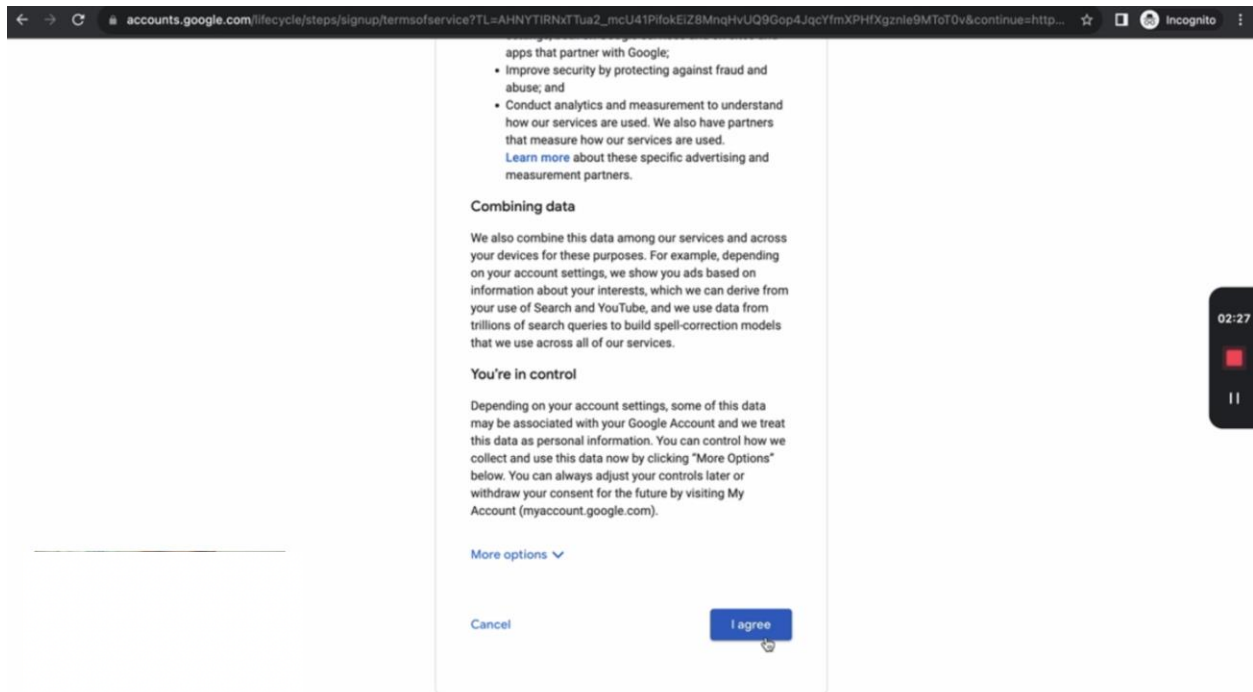 accounts.google.com/lifecycle/steps/signup/termsofservice?TL=AHNYTIRNxTTua2_mcU41PifokEiZ8MnqHvUQ9Gop4JqcYfmXPHfXgznle9MToT0v&continue=http...
Incognito
apps that partner with Google;
• Improve security by protecting against fraud and
abuse; and
• Conduct analytics and measurement to understand
how our services are used. We also have partners
that measure how our services are used.
Learn more about these specific advertising and
measurement partners.
Combining data
We also combine this data among our services and across
your devices for these purposes. For example, depending
on your account settings, we show you ads based on
information about your interests, which we can derive from
your use of Search and YouTube, and we use data from
trillions of search queries to build spell-correction models
that we use across all of our services.
You're in control
Depending on your account settings, some of this data
may be associated with your Google Account and we treat
this data as personal information. You can control how we
collect and use this data now by clicking "More Options"
below. You can always adjust your controls later or
withdraw your consent for the future by visiting My
Account (myaccount.google.com).
More options
Cancel
I agree
02:27